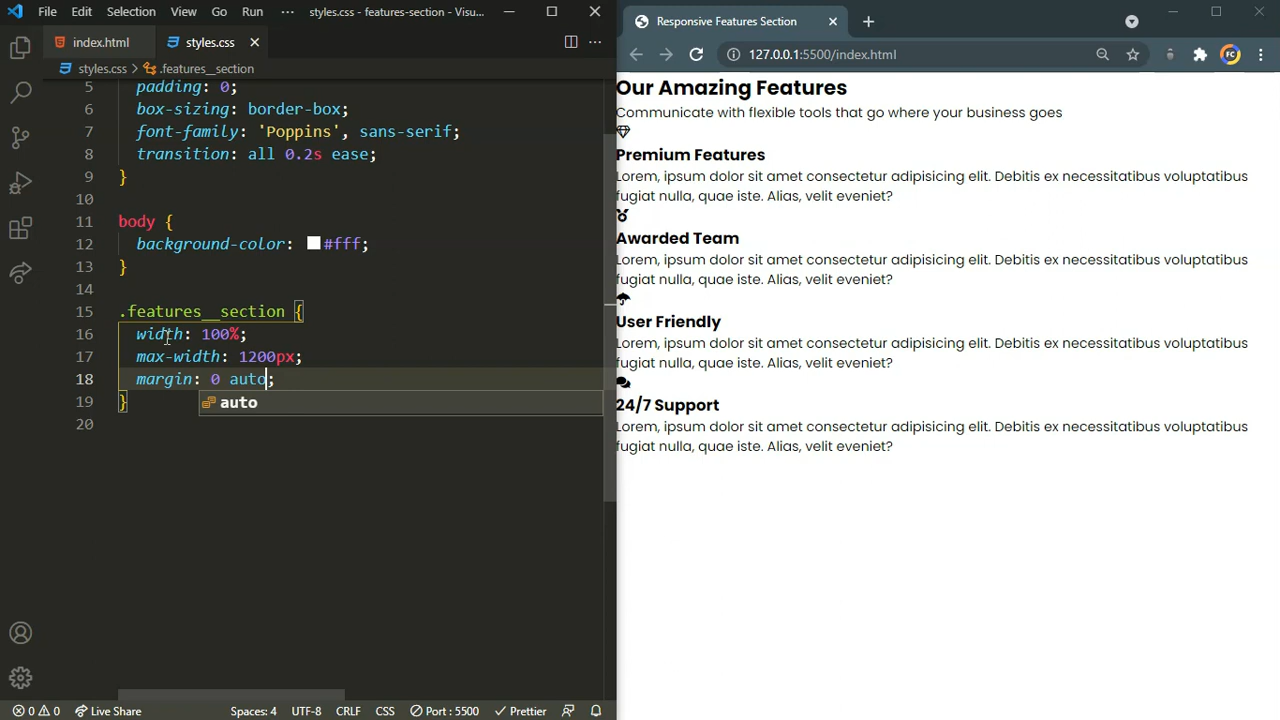 File Edit Selection View Go Run ··· styles.css - features-section - Visu...
index.html styles.css
styles.css > .features__section
5 padding: 0;
6 box-sizing: border-box;
7 font-family: 'Poppins', sans-serif;
8 transition: all 0.2s ease;
9 }
10
11 body {
12 background-color: #fff;
13 }
14
15 .features__section {
16 width: 100%;
17 max-width: 1200px;
18 margin: 0 auto;
19 }
auto
20
0 0 Live Share Spaces: 4 UTF-8 CRLF CSS Port : 5500 Prettier
Responsive Features Section
127.0.0.1:5500/index.html
FC
Our Amazing Features
Communicate with flexible tools that go where your business goes
Premium Features
Lorem, ipsum dolor sit amet consectetur adipisicing elit. Debitis ex necessitatibus voluptatibus
fugiat nulla, quae iste. Alias, velit eveniet?
Awarded Team
Lorem, ipsum dolor sit amet consectetur adipisicing elit. Debitis ex necessitatibus voluptatibus
fugiat nulla, quae iste. Alias, velit eveniet?
User Friendly
Lorem, ipsum dolor sit amet consectetur adipisicing elit. Debitis ex necessitatibus voluptatibus
fugiat nulla, quae iste. Alias, velit eveniet?
24/7 Support
Lorem, ipsum dolor sit amet consectetur adipisicing elit. Debitis ex necessitatibus voluptatibus
fugiat nulla, quae iste. Alias, velit eveniet?